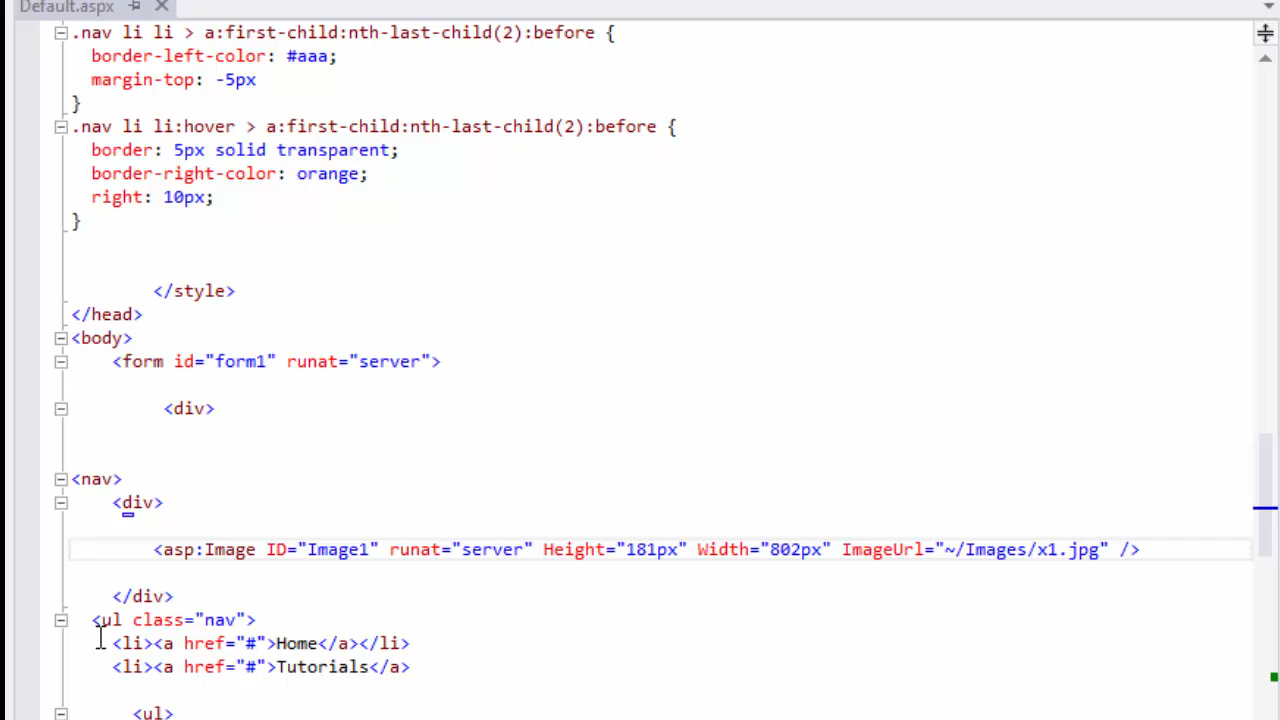 Default.aspx
.nav li li > a:first-child:nth-last-child(2):before {
border-left-color: #aaa;
margin-top: -5px
}
.nav li li:hover > a:first-child:nth-last-child(2):before {
border: 5px solid transparent;
border-right-color: orange;
right: 10px;
}
</style>
</head>
<body>
<form id="form1" runat="server">
<div>
<nav>
<div>
<asp:Image ID="Image1" runat="server" Height="181px" Width="802px" ImageUrl="~/Images/x1.jpg" />
</div>
<ul class="nav">
<li><a href="#">Home</a></li>
<li><a href="#">Tutorials</a>
<ul>